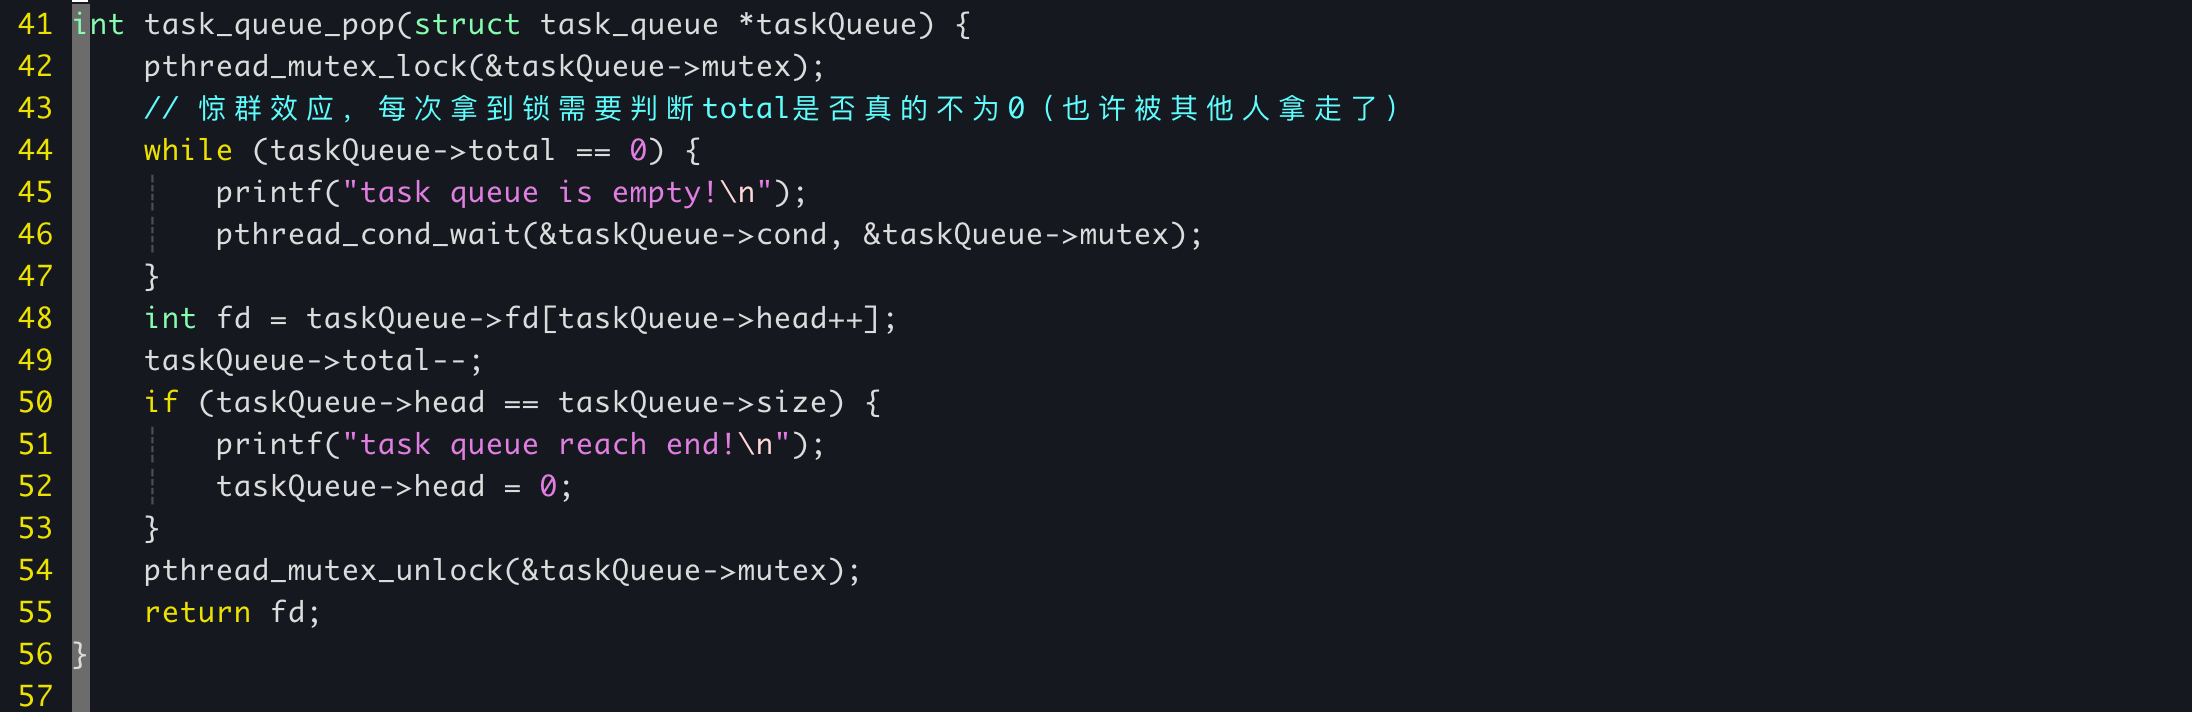 41 int task_queue_pop(struct task_queue *taskQueue) {
42     pthread_mutex_lock(&taskQueue->mutex);
43     // 惊群效应，每次拿到锁需要判断total是否真的不为0（也许被其他人拿走了）
44     while (taskQueue->total == 0) {
45         printf("task queue is empty!\n");
46         pthread_cond_wait(&taskQueue->cond, &taskQueue->mutex);
47     }
48     int fd = taskQueue->fd[taskQueue->head++];
49     taskQueue->total--;
50     if (taskQueue->head == taskQueue->size) {
51         printf("task queue reach end!\n");
52         taskQueue->head = 0;
53     }
54     pthread_mutex_unlock(&taskQueue->mutex);
55     return fd;
56 }
57